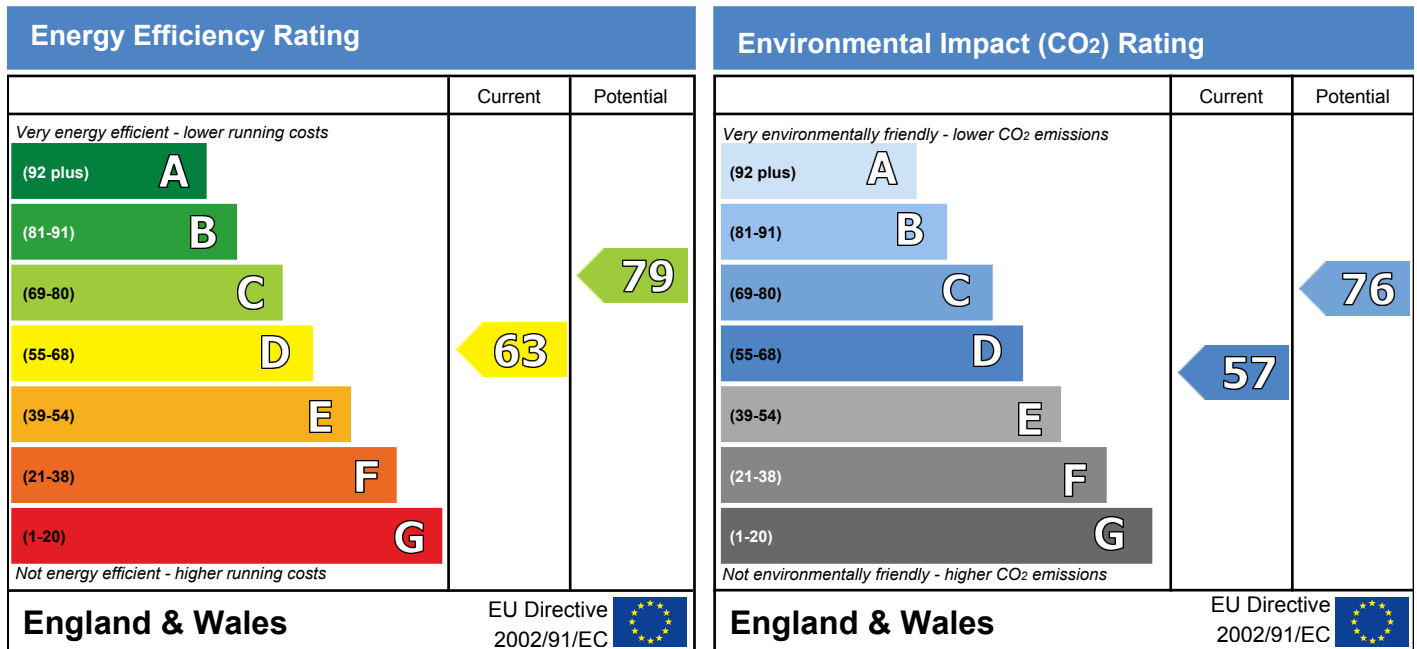 Energy Efficiency Rating
Current Potential
Very energy efficient - lower running costs
(92 plus) A
(81-91) B
(69-80) C
79
(55-68) D
63
(39-54) E
(21-38) F
(1-20) G
Not energy efficient - higher running costs
England & Wales
EU Directive
2002/91/EC
Environmental Impact (CO2) Rating
Current Potential
Very environmentally friendly - lower CO2 emissions
(92 plus) A
(81-91) B
(69-80) C
76
(55-68) D
57
(39-54) E
(21-38) F
(1-20) G
Not environmentally friendly - higher CO2 emissions
England & Wales
EU Directive
2002/91/EC